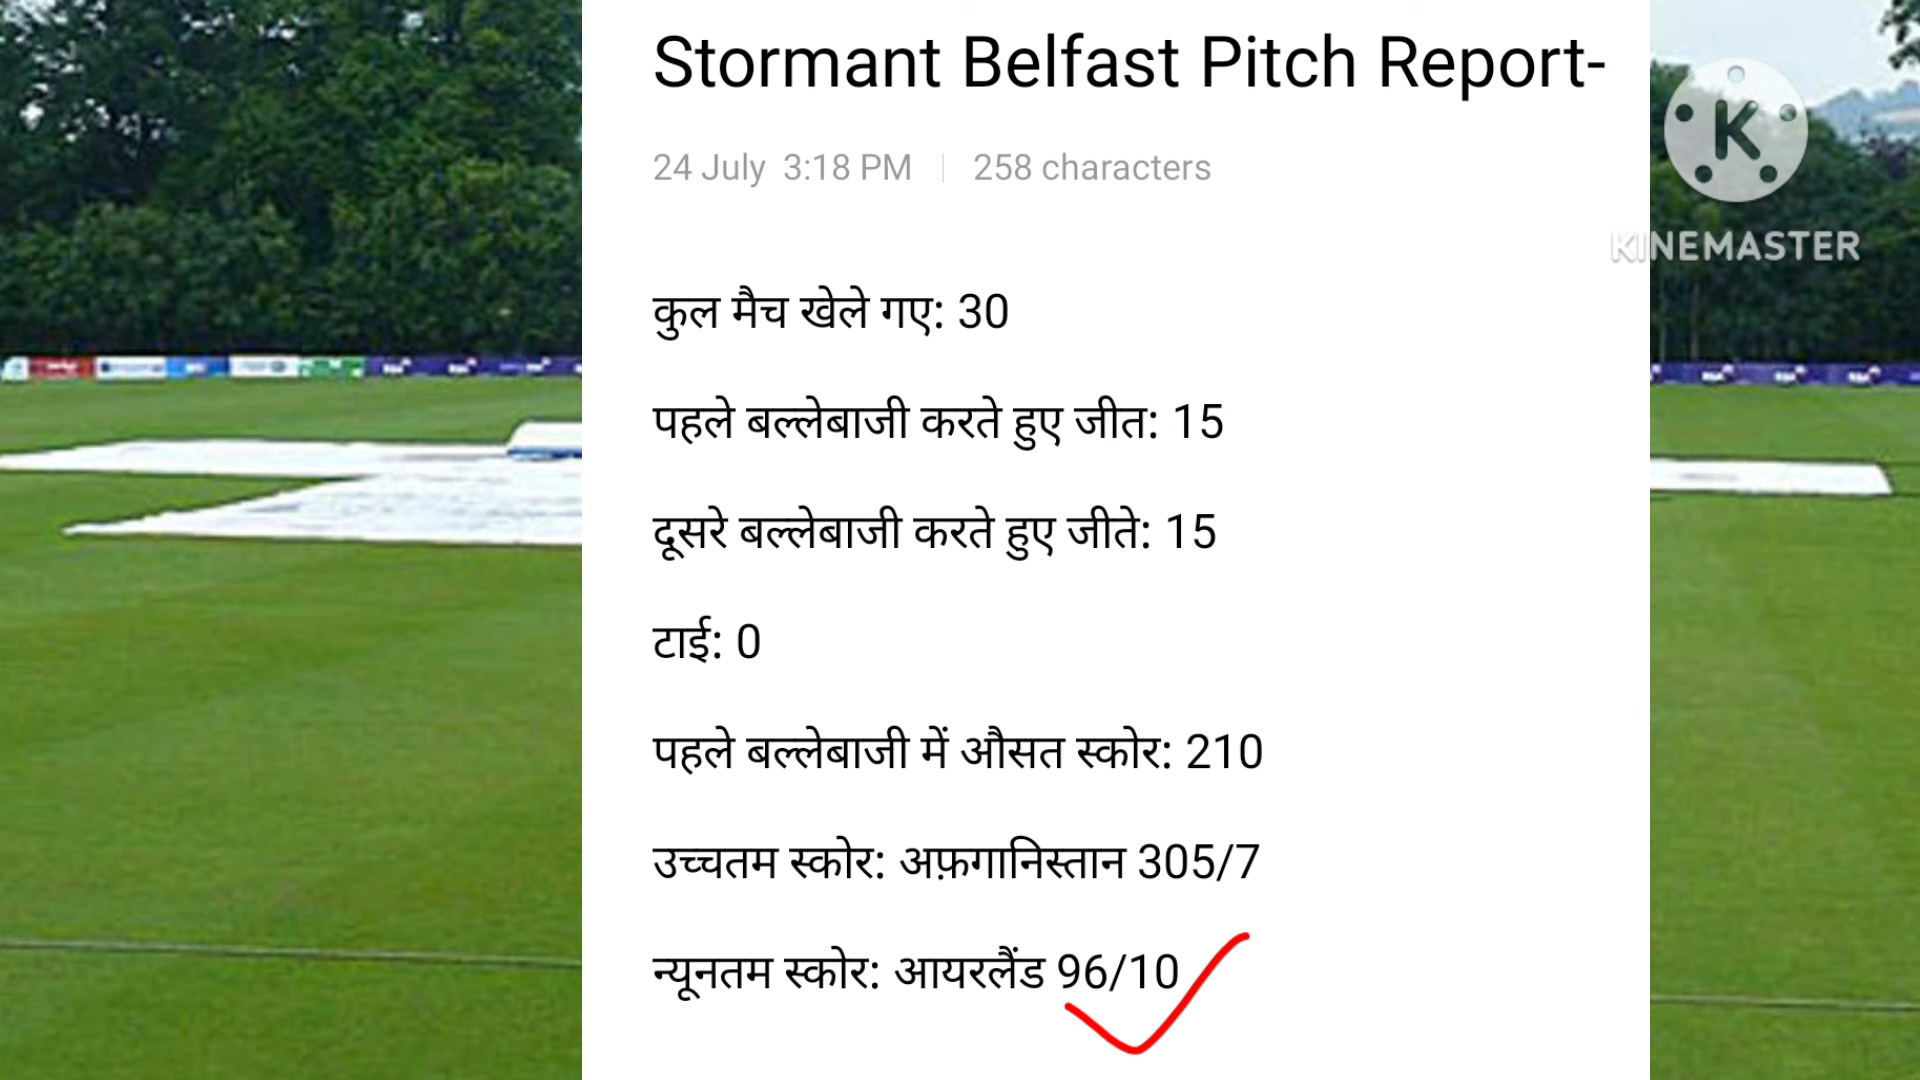 Stormant Belfast Pitch Report-
24 July 3:18 PM | 258 characters
KINEMASTER
कुल मैच खेले गए: 30
पहले बल्लेबाजी करते हुए जीत: 15
दूसरे बल्लेबाजी करते हुए जीते: 15
टाई: 0
पहले बल्लेबाजी में औसत स्कोर: 210
उच्चतम स्कोर: अफ़गानिस्तान 305/7
न्यूनतम स्कोर: आयरलैंड 96/10